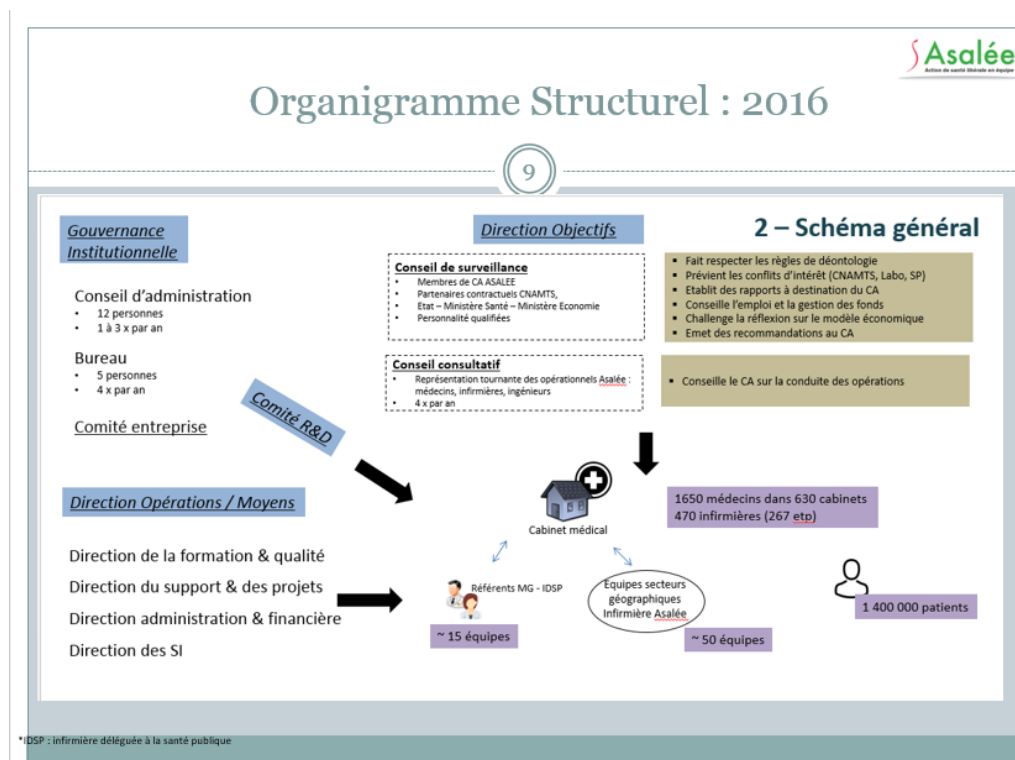 Asalée
Action de santé libérale en équipe
Organigramme Structurel : 2016
9
Gouvernance
Institutionnelle
Conseil d’administration
• 12 personnes
• 1 à 3 x par an
Bureau
• 5 personnes
• 4 x par an
Comité entreprise
Comité R&D
Direction Objectifs
Conseil de surveillance
• Membres de CA ASALEE
• Partenaires contractuels CNAMTS,
• Etat – Ministère Santé – Ministère Economie
• Personnalité qualifiées
Conseil consultatif
• Représentation tournante des opérationnels Asalée :
médecins, infirmières, ingénieurs
• 4 x par an
2 – Schéma général
▪ Fait respecter les règles de déontologie
▪ Prévient les conflits d’intérêt (CNAMTS, Labo, SP)
▪ Etablit des rapports à destination du CA
▪ Conseille l’emploi et la gestion des fonds
▪ Challenge la réflexion sur le modèle économique
▪ Emet des recommandations au CA
▪ Conseille le CA sur la conduite des opérations
Direction Opérations / Moyens
Direction de la formation & qualité
Direction du support & des projets
Direction administration & financière
Direction des SI
Cabinet médical
Référents MG - IDSP
~ 15 équipes
Équipes secteurs
géographiques
Infirmière Asalée
~ 50 équipes
1650 médecins dans 630 cabinets
470 infirmières (267 etp)
1 400 000 patients
*IDSP : infirmière déléguée à la santé publique